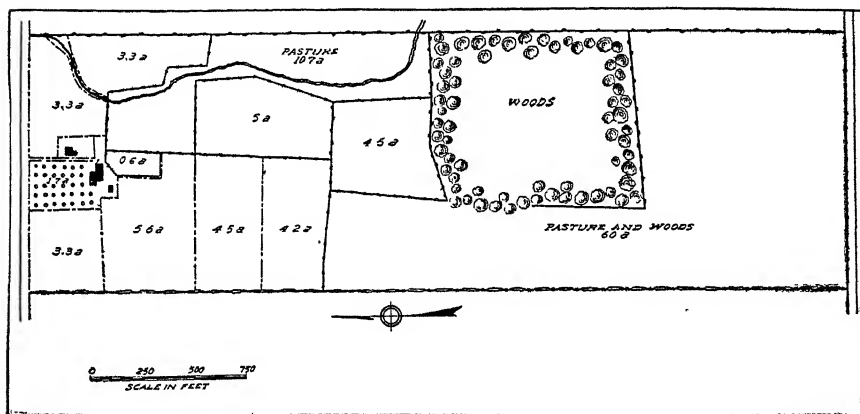 3.3 a
PASTURE
10.7 a
3.3 a
5 a
WOODS
4.5 a
0.6 a
1.7 a
5.6 a
4.5 a
4.2 a
PASTURE AND WOODS
60 a
3.3 a
0 250 500 750
SCALE IN FEET